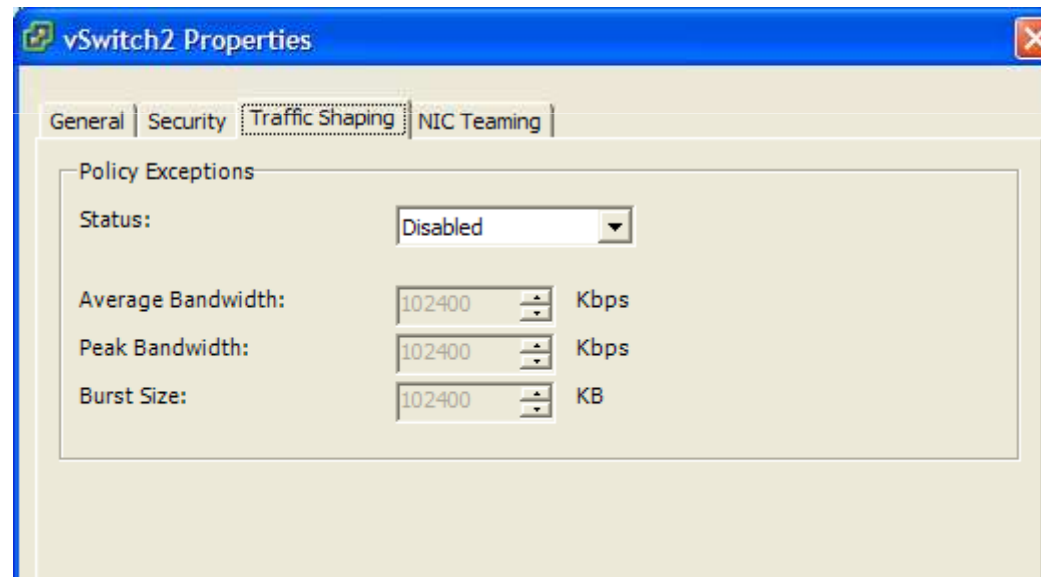 vSwitch2 Properties
General Security Traffic Shaping NIC Teaming
Policy Exceptions
Status: Disabled
Average Bandwidth: 102400 Kbps
Peak Bandwidth: 102400 Kbps
Burst Size: 102400 KB